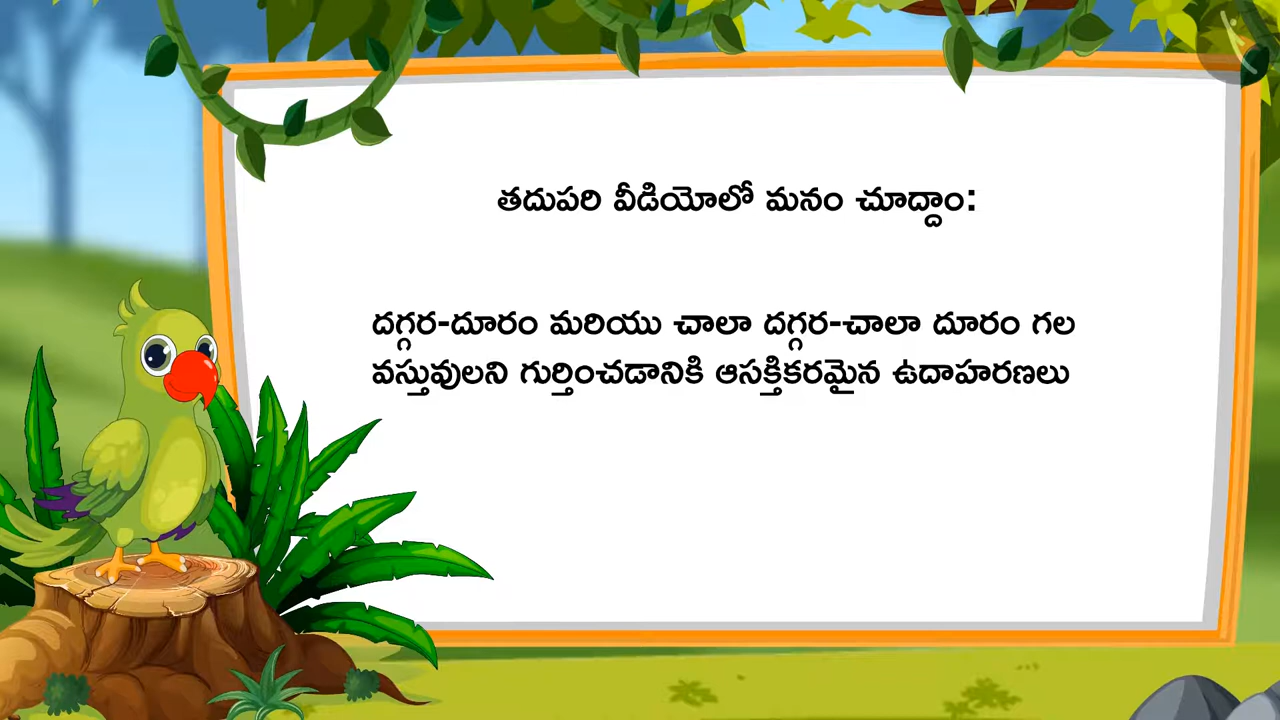 తదుపరి వీడియోలో మనం చూద్దాం:
దగ్గర-దూరం మరియు చాలా దగ్గర-చాలా దూరం గల
వస్తువులని గుర్తించడానికి ఆసక్తికరమైన ఉదాహరణలు